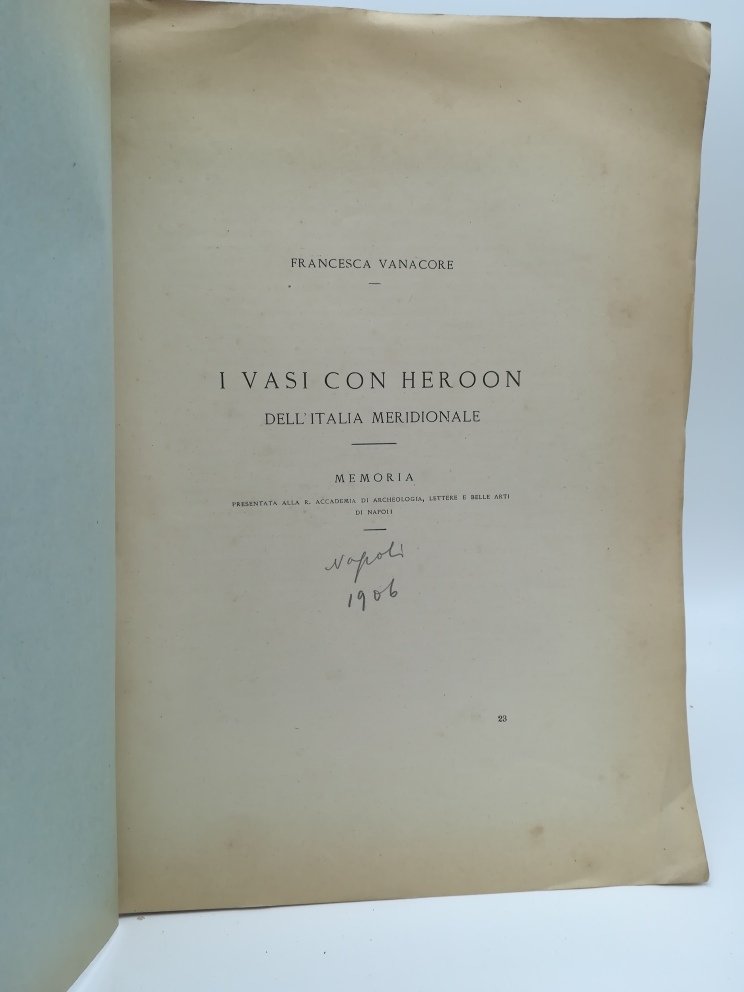 FRANCESCA VANACORE
I VASI CON HEROON
DELL'ITALIA MERIDIONALE
MEMORIA
PRESENTATA ALLA R. ACCADEMIA DI ARCHEOLOGIA, LETTERE E BELLE ARTI
DI NAPOLI
Napoli
1906
23